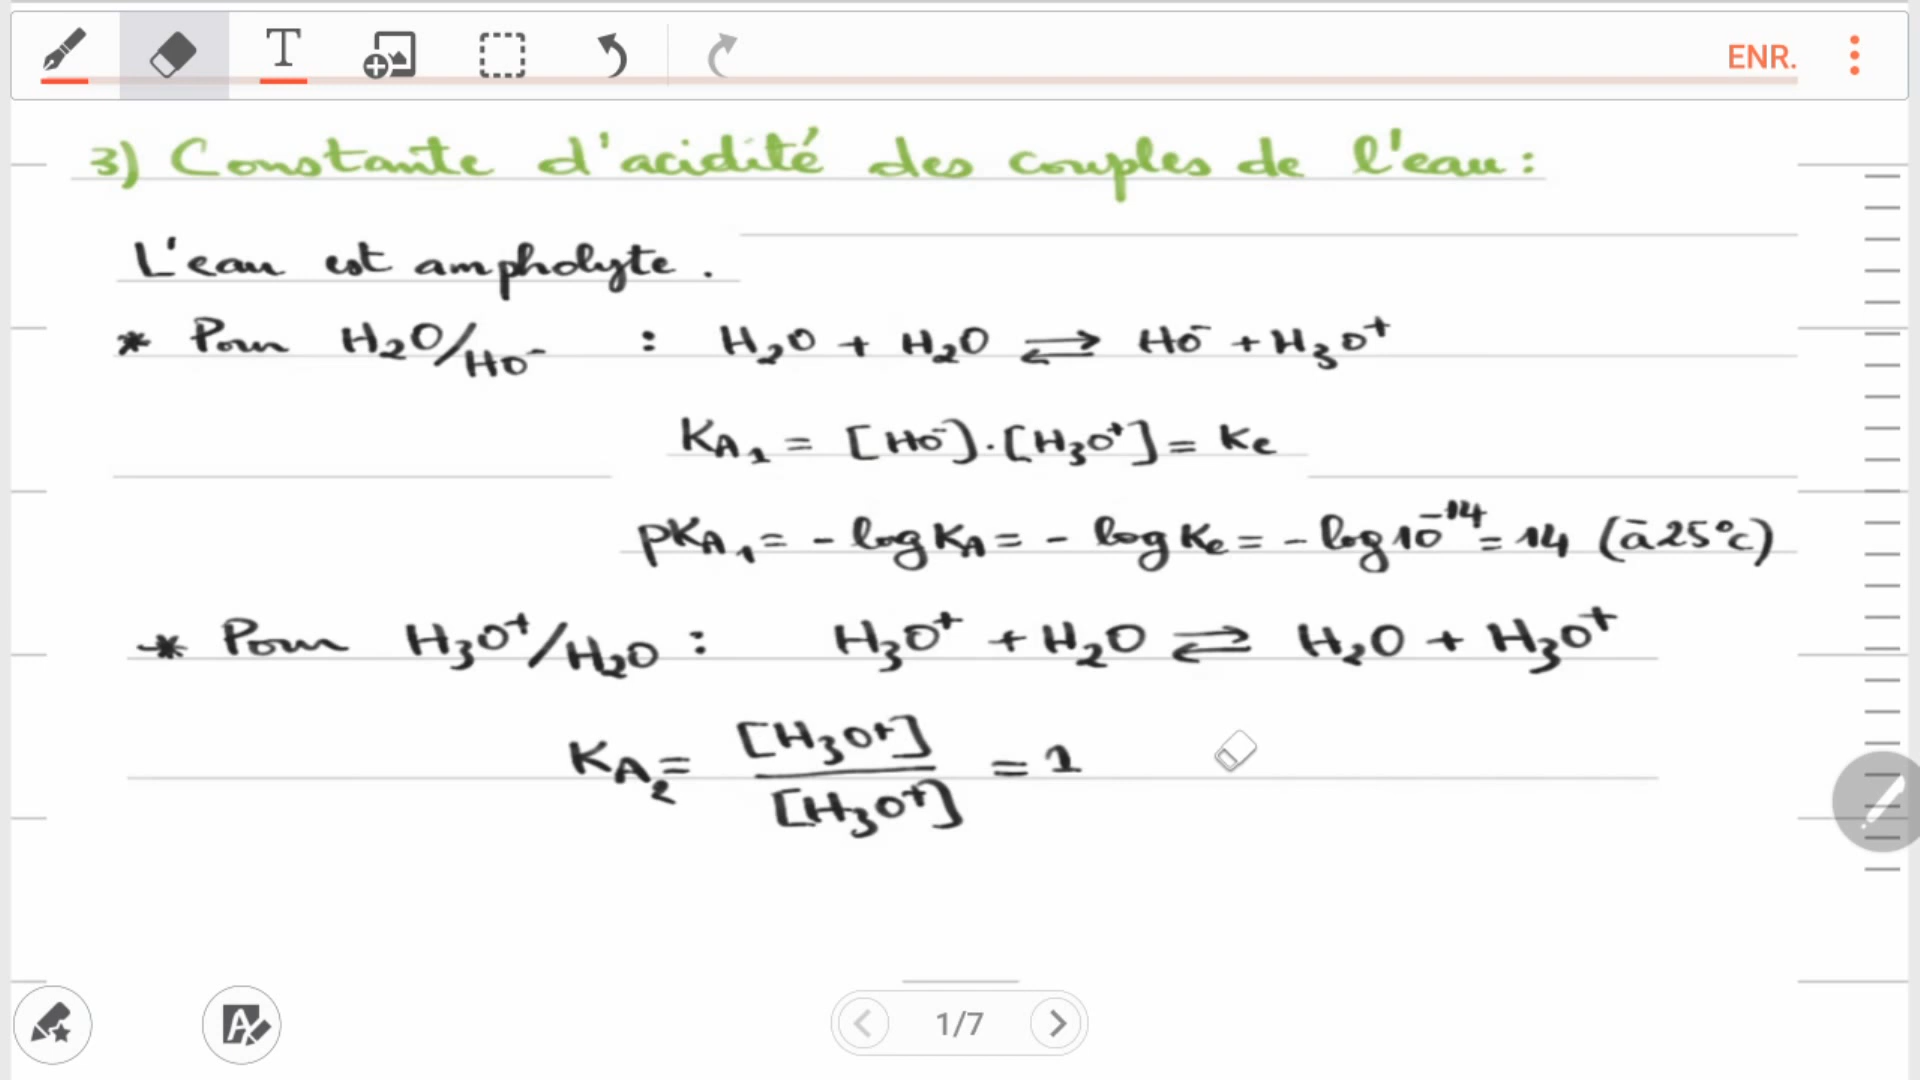 T
ENR.
3) Constante d'acidité des couples de l'eau :
L'eau est ampholyte .
* Pour H₂O/HO⁻ : H₂O + H₂O ⇌ HO⁻ + H₃O⁺
KA₁ = [HO⁻].[H₃O⁺] = Ke
pKA₁ = - log KA = - log Ke = - log 10⁻¹⁴ = 14 (à 25°c)
* Pour H₃O⁺/H₂O : H₃O⁺ + H₂O ⇌ H₂O + H₃O⁺
KA₂ = [H₃O⁺] / [H₃O⁺] = 1
1/7